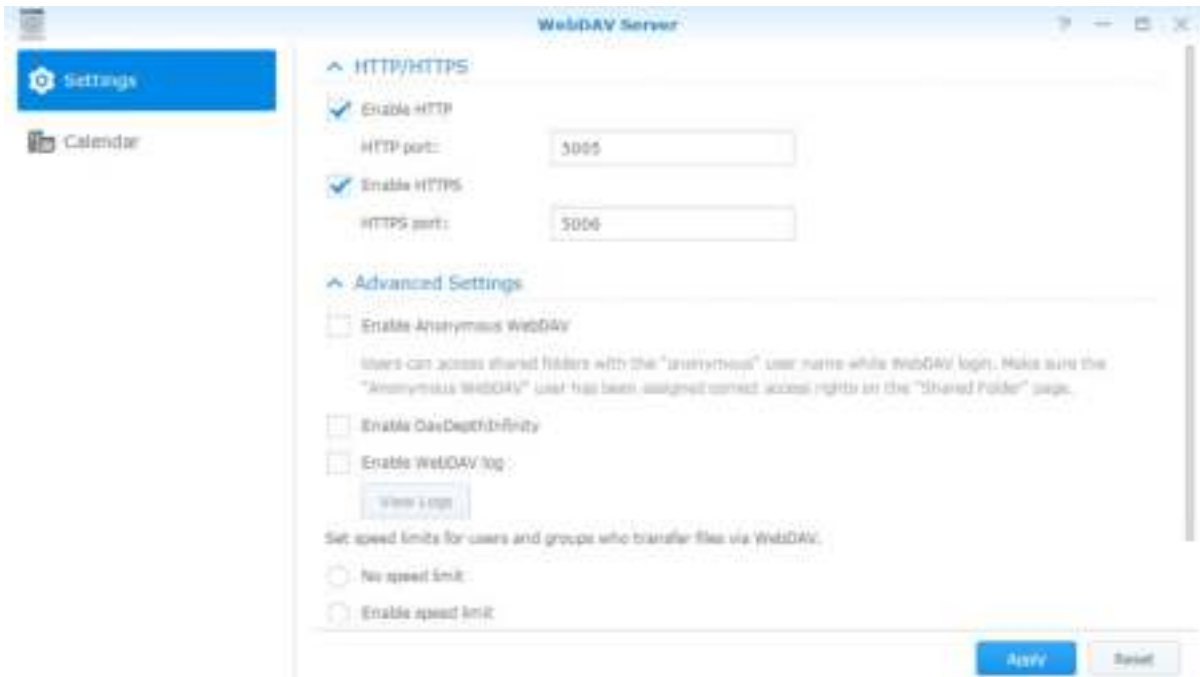 WebDAV Server
Settings
Calendar
HTTP/HTTPS
Enable HTTP
HTTP port:
5005
Enable HTTPS
HTTPS port:
5006
Advanced Settings
Enable Anonymous WebDAV
Users can access shared folders with the "anonymous" user name while WebDAV login. Make sure the
"Anonymous WebDAV" user has been assigned correct access rights on the "Shared Folder" page.
Enable DavDepthInfinity
Enable WebDAV log
View Logs
Set speed limits for users and groups who transfer files via WebDAV.
No speed limit
Enable speed limit
Apply
Reset